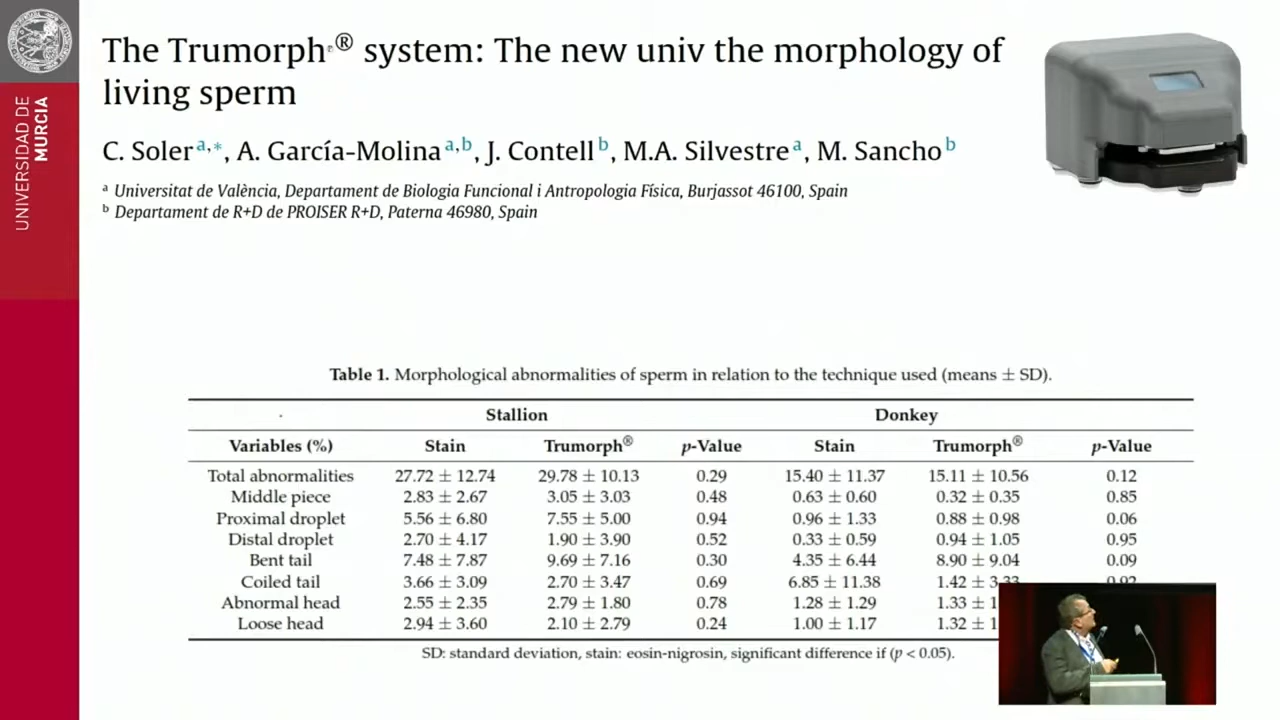 UNIVERSIDAD DE
MURCIA
The Trumorph® system: The new univ the morphology of
living sperm
C. Soler a,*, A. García-Molina a,b, J. Contell b, M.A. Silvestre a, M. Sancho b
a Universitat de València, Departament de Biologia Funcional i Antropologia Física, Burjassot 46100, Spain
b Departament de R+D de PROISER R+D, Paterna 46980, Spain
Table 1. Morphological abnormalities of sperm in relation to the technique used (means ± SD).
Stallion Donkey
Variables (%) Stain Trumorph® p-Value Stain Trumorph® p-Value
Total abnormalities 27.72 ± 12.74 29.78 ± 10.13 0.29 15.40 ± 11.37 15.11 ± 10.56 0.12
Middle piece 2.83 ± 2.67 3.05 ± 3.03 0.48 0.63 ± 0.60 0.32 ± 0.35 0.85
Proximal droplet 5.56 ± 6.80 7.55 ± 5.00 0.94 0.96 ± 1.33 0.88 ± 0.98 0.06
Distal droplet 2.70 ± 4.17 1.90 ± 3.90 0.52 0.33 ± 0.59 0.94 ± 1.05 0.95
Bent tail 7.48 ± 7.87 9.69 ± 7.16 0.30 4.35 ± 6.44 8.90 ± 9.04 0.09
Coiled tail 3.66 ± 3.09 2.70 ± 3.47 0.69 6.85 ± 11.38 1.42 ± 3.33 0.92
Abnormal head 2.55 ± 2.35 2.79 ± 1.80 0.78 1.28 ± 1.29 1.33 ± 1
Loose head 2.94 ± 3.60 2.10 ± 2.79 0.24 1.00 ± 1.17 1.32 ± 1
SD: standard deviation, stain: eosin-nigrosin, significant difference if (p < 0.05).